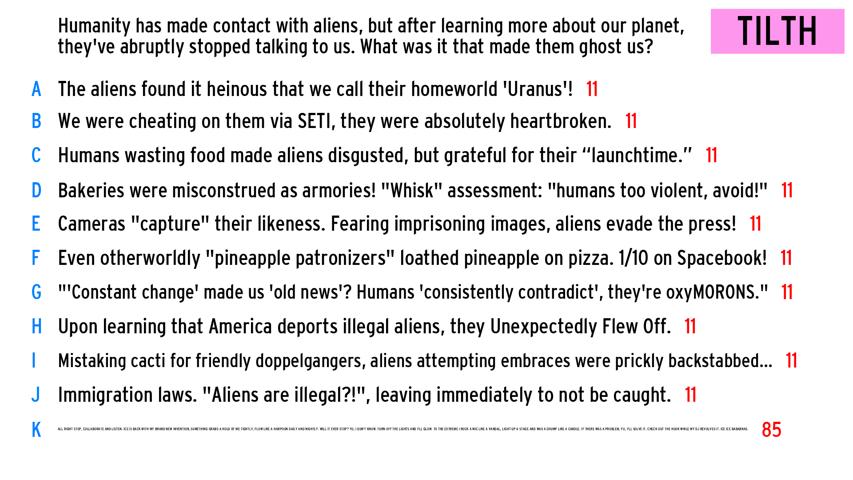 Humanity has made contact with aliens, but after learning more about our planet,
they've abruptly stopped talking to us. What was it that made them ghost us?
TILTH
A The aliens found it heinous that we call their homeworld 'Uranus'! 11
B We were cheating on them via SETI, they were absolutely heartbroken. 11
C Humans wasting food made aliens disgusted, but grateful for their “launchtime.” 11
D Bakeries were misconstrued as armories! "Whisk" assessment: "humans too violent, avoid!" 11
E Cameras "capture" their likeness. Fearing imprisoning images, aliens evade the press! 11
F Even otherworldly "pineapple patronizers" loathed pineapple on pizza. 1/10 on Spacebook! 11
G "'Constant change' made us 'old news'? Humans 'consistently contradict', they're oxyMORONS." 11
H Upon learning that America deports illegal aliens, they Unexpectedly Flew Off. 11
I Mistaking cacti for friendly doppelgangers, aliens attempting embraces were prickly backstabbed... 11
J Immigration laws. "Aliens are illegal?!", leaving immediately to not be caught. 11
K 85